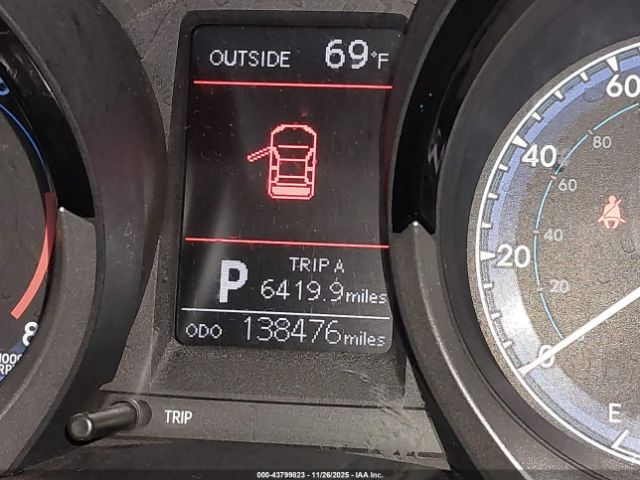 OUTSIDE 69°F
TRIP A
P 6419.9 miles
ODO 138476 miles
TRIP
8
0 20 40 60
20 40 60 80
E
000-43799823 - 11/26/2025 - IAA Inc.